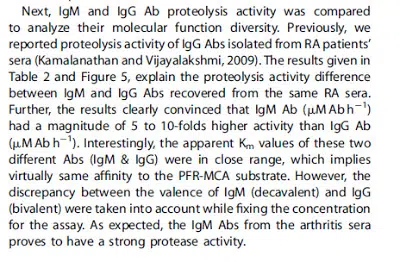 Next, IgM and IgG Ab proteolysis activity was compared
to analyze their molecular function diversity. Previously, we
reported proteolysis activity of IgG Abs isolated from RA patients'
sera (Kamalanathan and Vijayalakshmi, 2009). The results given in
Table 2 and Figure 5, explain the proteolysis activity difference
between IgM and IgG Abs recovered from the same RA sera.
Further, the results clearly convinced that IgM Ab (μM Ab h⁻¹)
had a magnitude of 5 to 10-folds higher activity than IgG Ab
(μM Ab h⁻¹). Interestingly, the apparent Kₘ values of these two
different Abs (IgM & IgG) were in close range, which implies
virtually same affinity to the PFR-MCA substrate. However, the
discrepancy between the valence of IgM (decavalent) and IgG
(bivalent) were taken into account while fixing the concentration
for the assay. As expected, the IgM Abs from the arthritis sera
proves to have a strong protease activity.